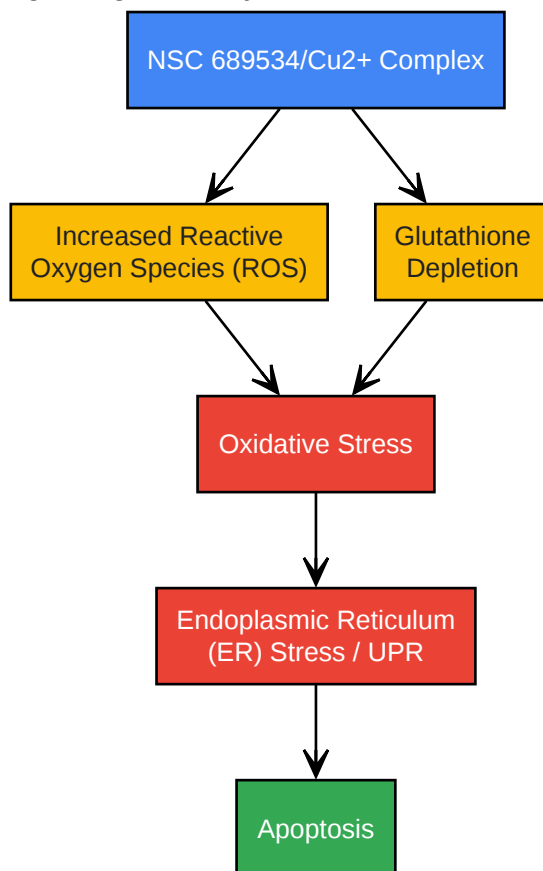 NSC 689534/Cu2+ Complex
Increased Reactive
Oxygen Species (ROS)
Glutathione
Depletion
Oxidative Stress
Endoplasmic Reticulum
(ER) Stress / UPR
Apoptosis